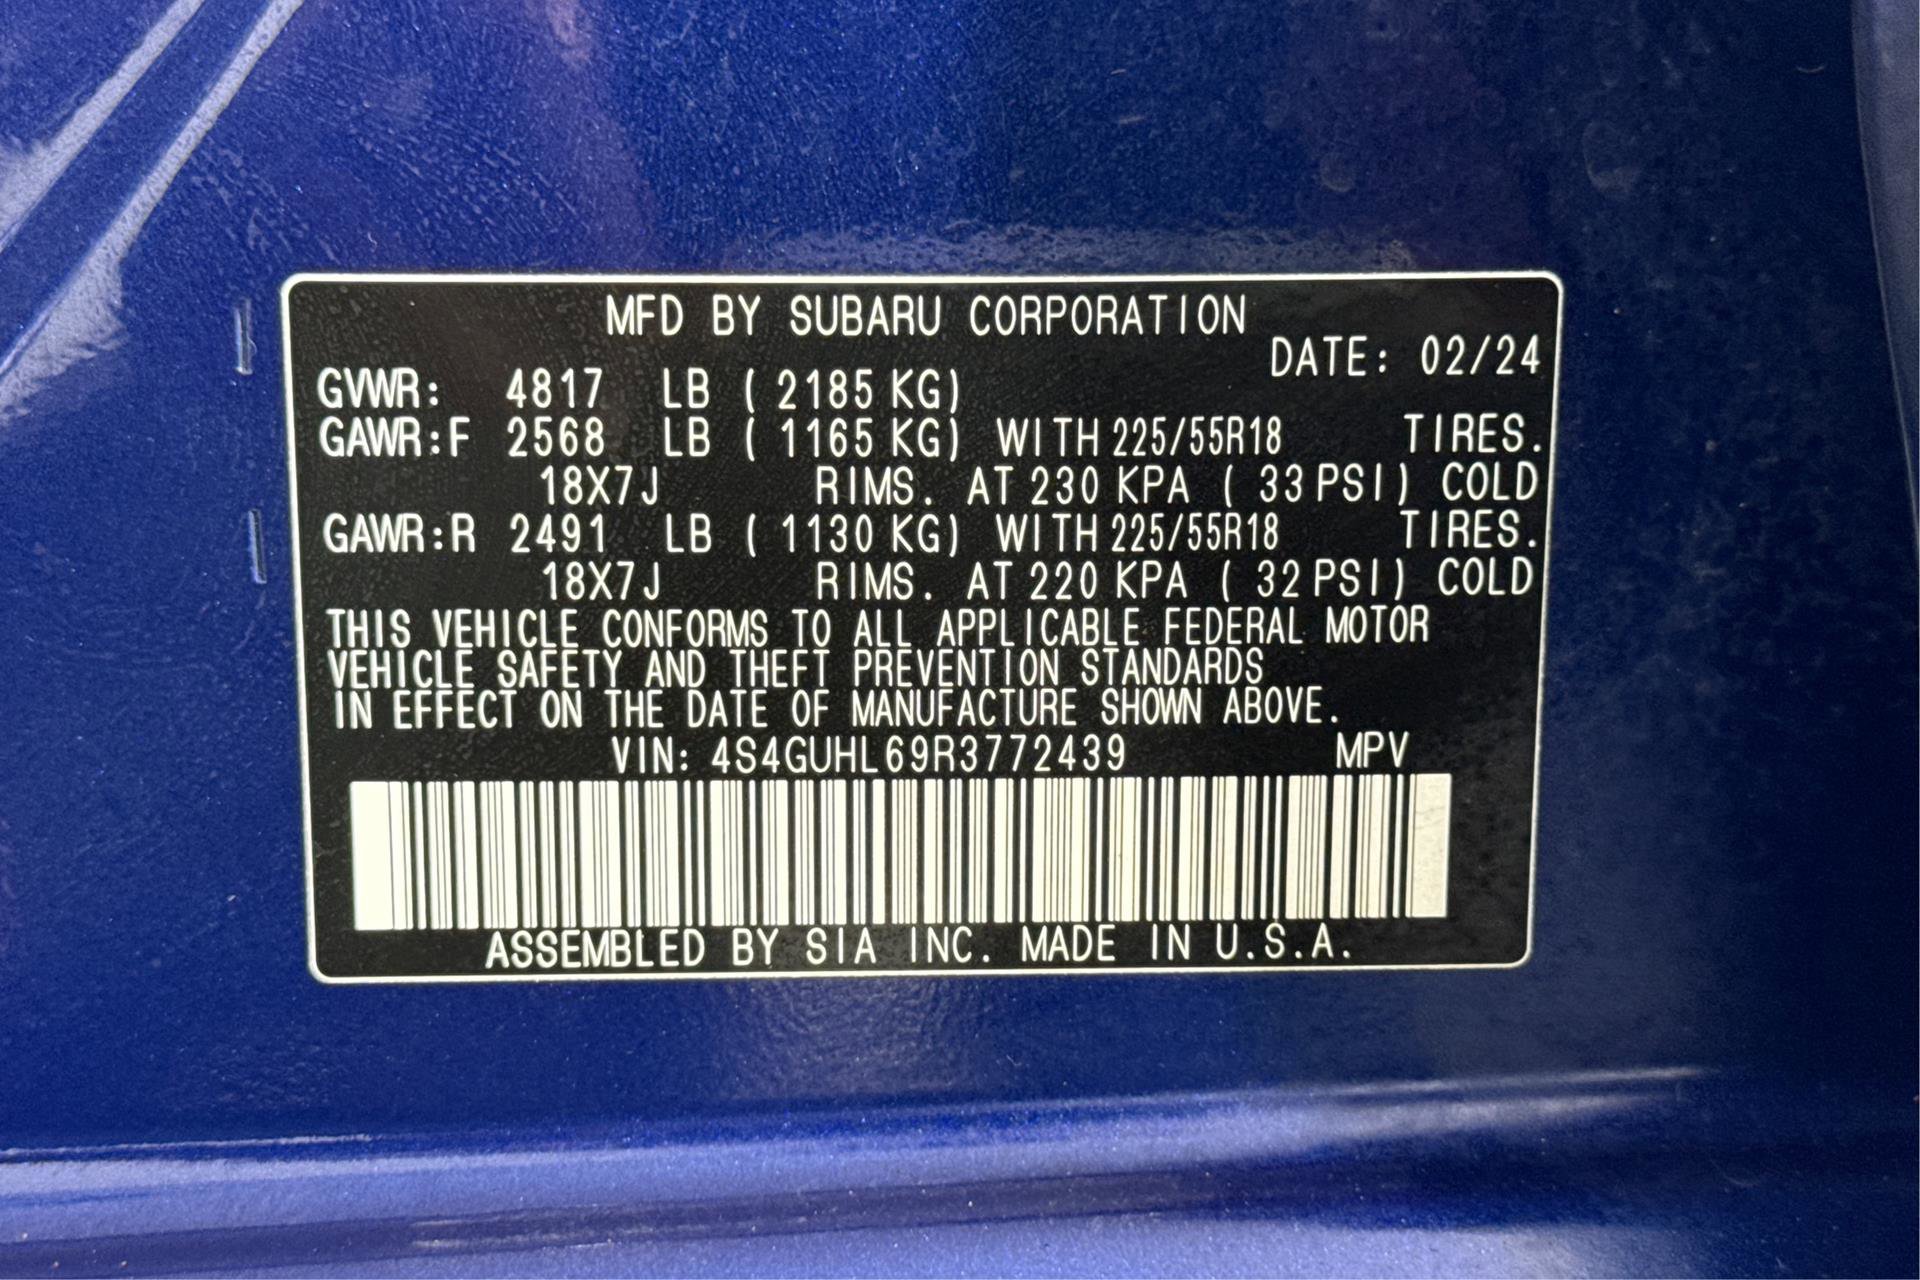 MFD BY SUBARU CORPORATION
DATE: 02/24
GVWR: 4817 LB ( 2185 KG)
GAWR:F 2568 LB ( 1165 KG) WITH 225/55R18 TIRES.
18X7J RIMS. AT 230 KPA ( 33 PSI) COLD
GAWR:R 2491 LB ( 1130 KG) WITH 225/55R18 TIRES.
18X7J RIMS. AT 220 KPA ( 32 PSI) COLD
THIS VEHICLE CONFORMS TO ALL APPLICABLE FEDERAL MOTOR
VEHICLE SAFETY AND THEFT PREVENTION STANDARDS
IN EFFECT ON THE DATE OF MANUFACTURE SHOWN ABOVE.
VIN: 4S4GUHL69R3772439 MPV
ASSEMBLED BY SIA INC. MADE IN U.S.A.